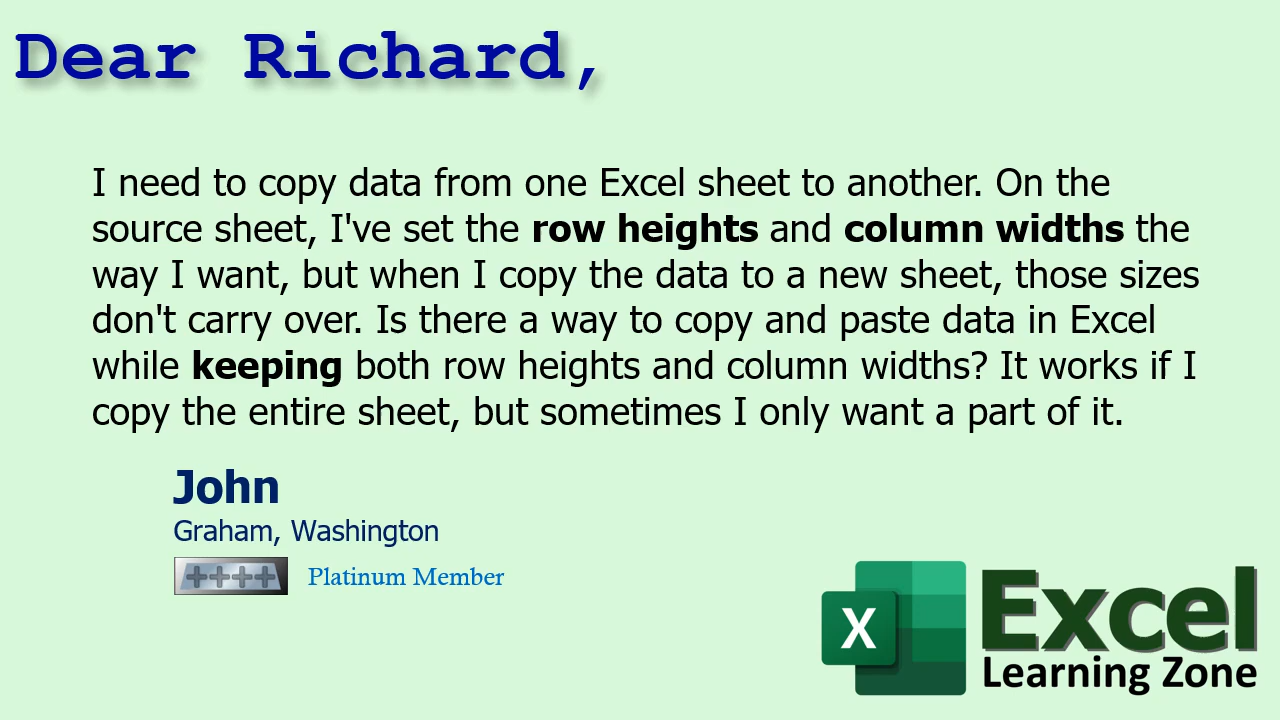 Dear Richard,
I need to copy data from one Excel sheet to another. On the
source sheet, I've set the row heights and column widths the
way I want, but when I copy the data to a new sheet, those sizes
don't carry over. Is there a way to copy and paste data in Excel
while keeping both row heights and column widths? It works if I
copy the entire sheet, but sometimes I only want a part of it.
John
Graham, Washington
Platinum Member
X
Excel
Learning Zone